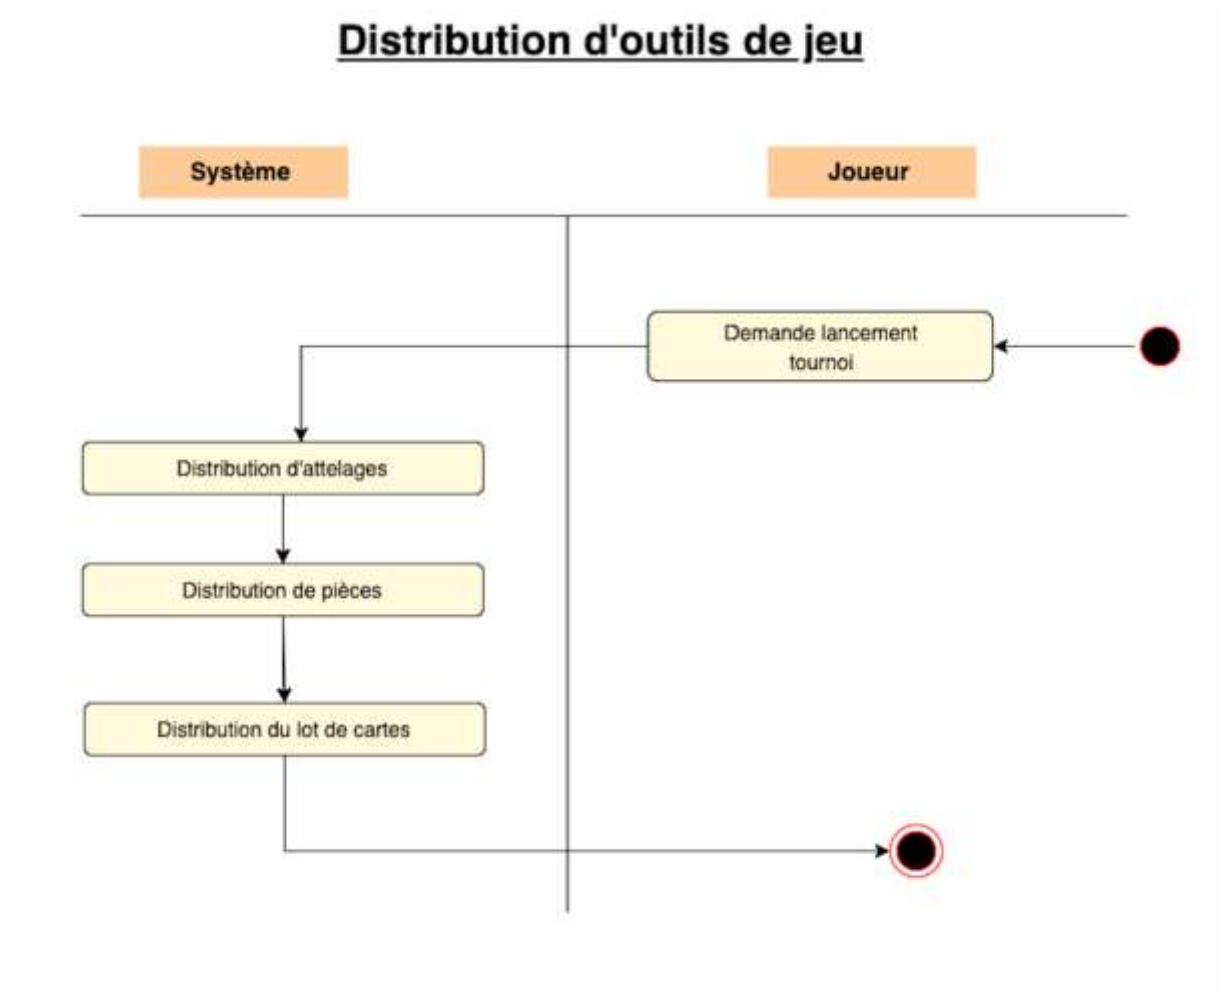 Distribution d'outils de jeu
Système
Joueur
Demande lancement
tournoi
Distribution d'attelages
Distribution de pièces
Distribution du lot de cartes